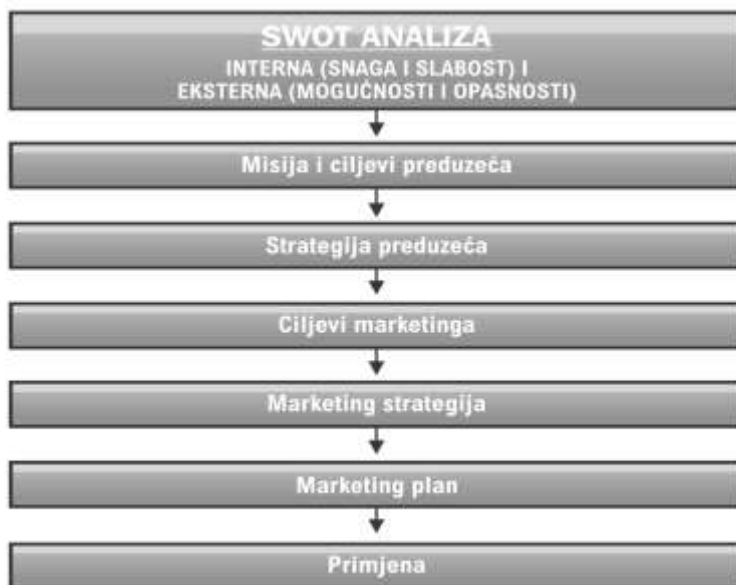 SWOT ANALIZA
INTERNA (SNAGA I SLABOST) I
EKSTERNA (MOGUĆNOSTI I OPASNOSTI)
Misija i ciljevi preduzeća
Strategija preduzeća
Ciljevi marketinga
Marketing strategija
Marketing plan
Primjena